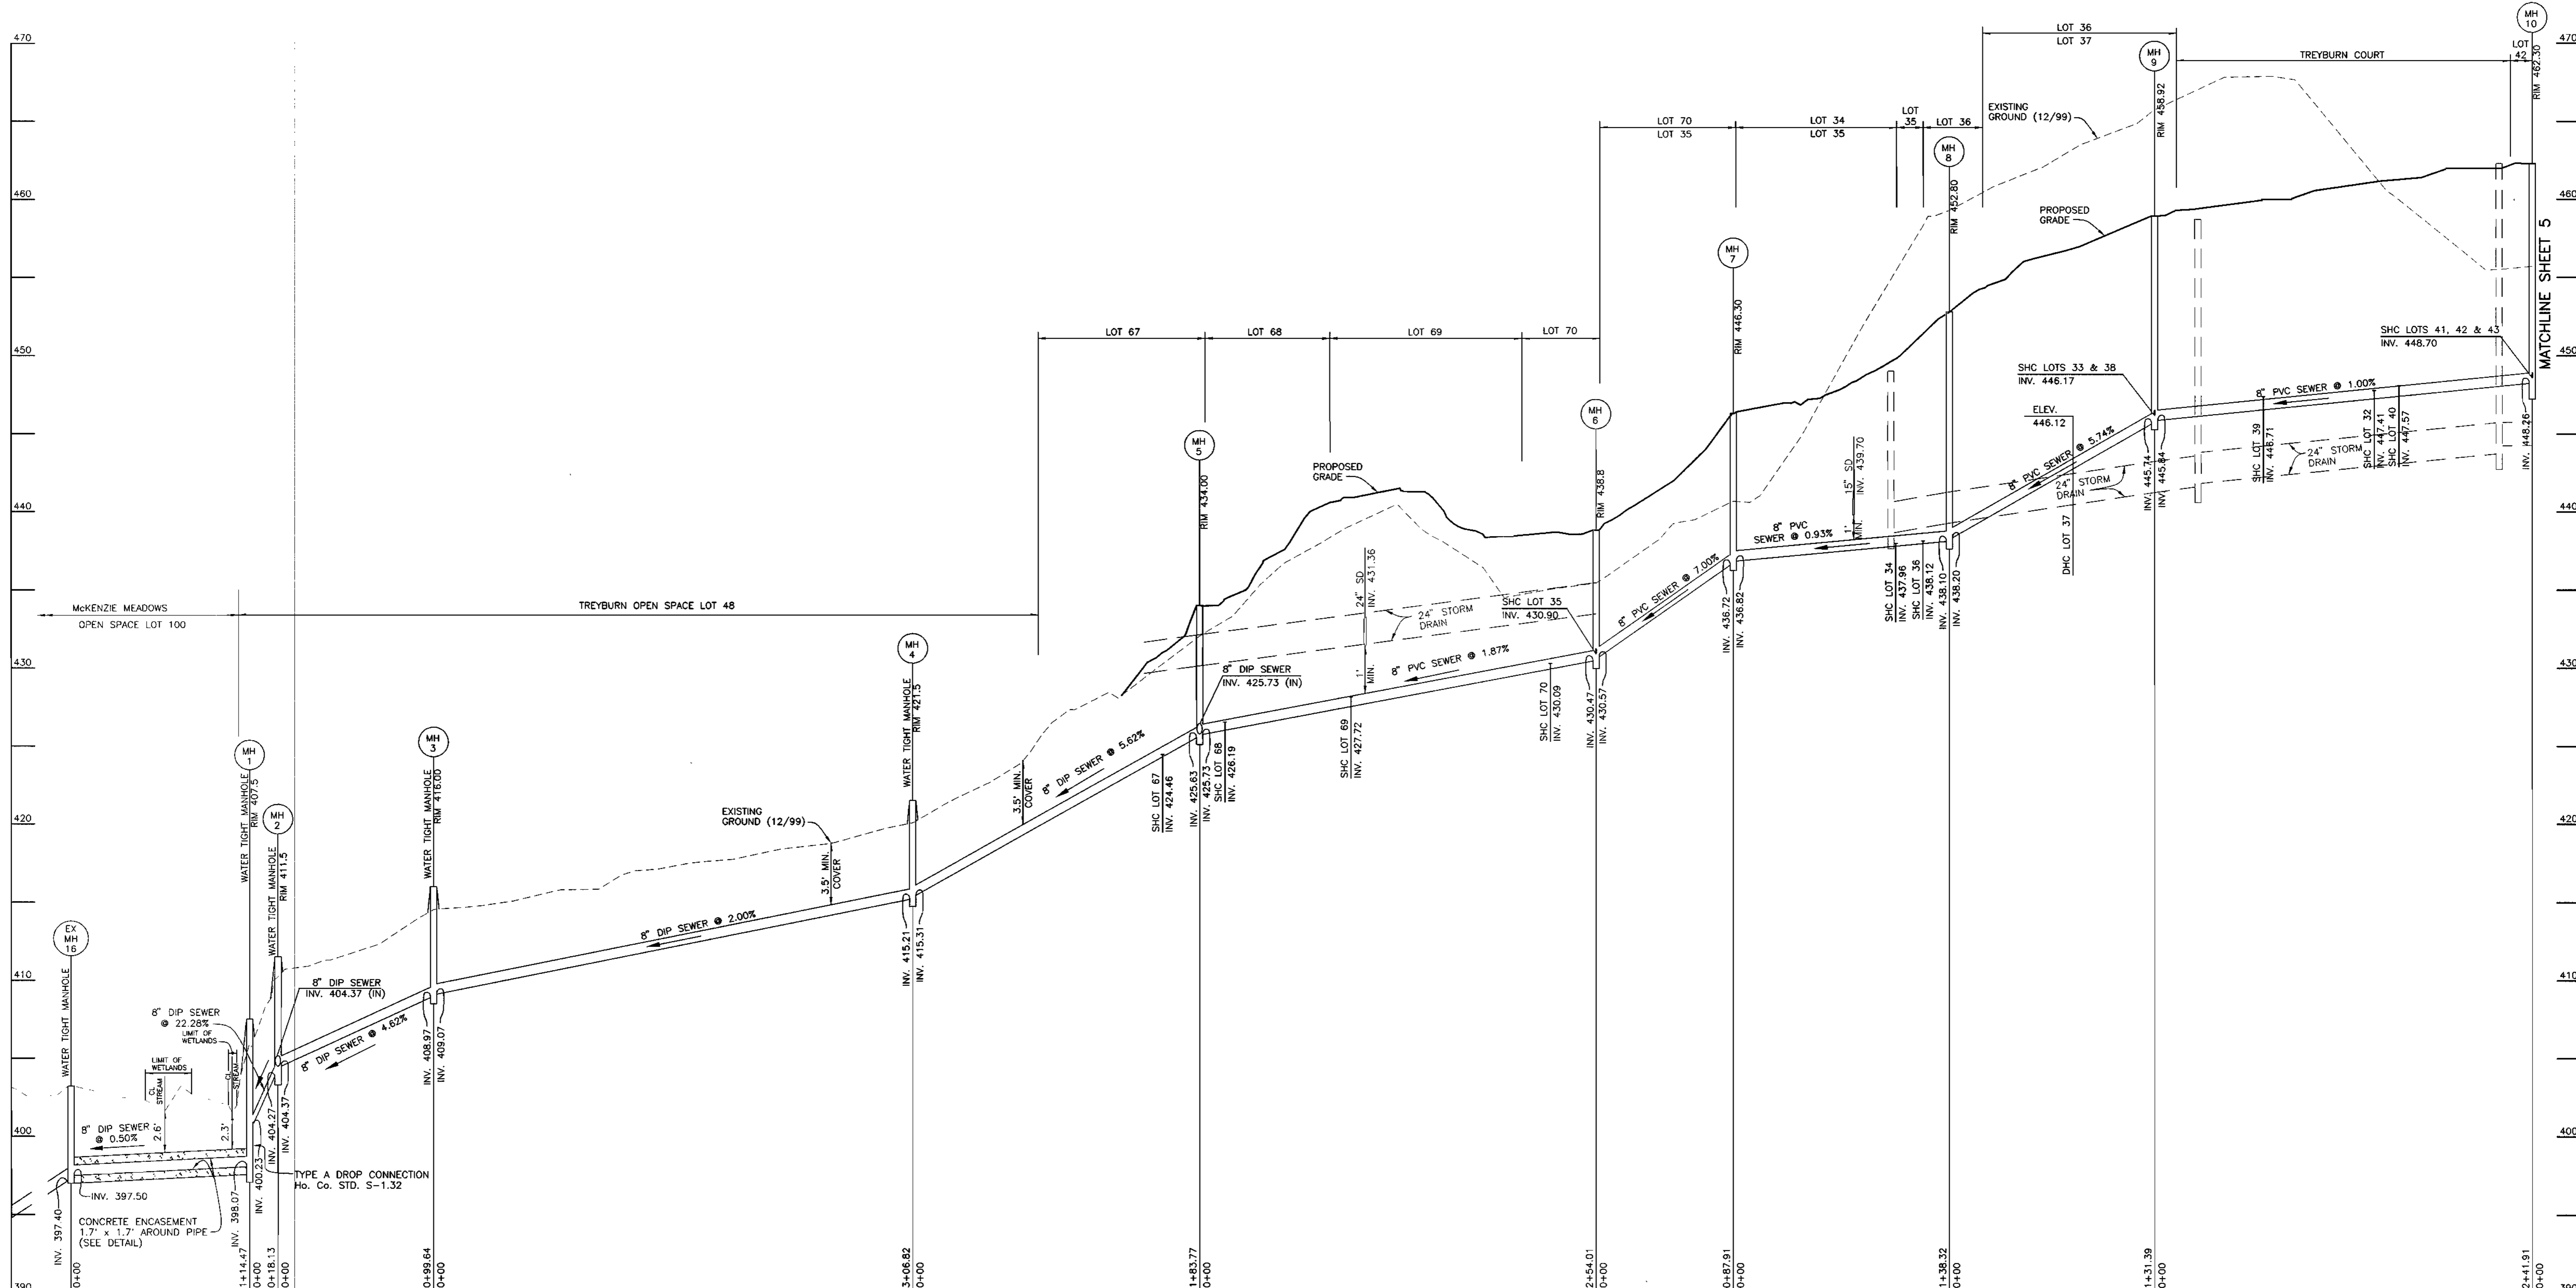 470
460
450
440
430
420
410
400
390
McKENZIE MEADOWS
OPEN SPACE LOT 100
TREYBURN OPEN SPACE LOT 48
LOT 67
LOT 68
LOT 69
LOT 70
LOT 70
LOT 35
LOT 34
LOT 35
LOT
35
LOT 36
LOT 36
LOT 37
TREYBURN COURT
LOT
42
EX
MH
16
WATER TIGHT MANHOLE
INV. 397.40
INV. 397.50
0+00
8" DIP SEWER
@ 0.50%
CONCRETE ENCASEMENT
1.7' x 1.7' AROUND PIPE
(SEE DETAIL)
LIMIT OF
WETLANDS
CL
STREAM
2.6'
LIMIT OF
WETLANDS
CL
STREAM
2.3'
8" DIP SEWER
@ 22.28%
MH
1
WATER TIGHT MANHOLE
RIM 407.5
INV. 398.07
INV. 400.23
1+14.47
0+00
TYPE A DROP CONNECTION
Ho. Co. STD. S-1.32
MH
2
WATER TIGHT MANHOLE
RIM 411.5
8" DIP SEWER
INV. 404.37 (IN)
INV. 404.27
INV. 404.37
0+18.13
0+00
8" DIP SEWER @ 4.62%
MH
3
WATER TIGHT MANHOLE
RIM 416.00
INV. 408.97
INV. 409.07
0+99.64
0+00
8" DIP SEWER @ 2.00%
EXISTING
GROUND (12/99)
3.5' MIN.
COVER
MH
4
WATER TIGHT MANHOLE
RIM 421.5
INV. 415.21
INV. 415.31
3+06.82
0+00
3.5' MIN.
COVER
8" DIP SEWER @ 5.62%
SHC LOT 67
INV. 424.46
MH
5
RIM 434.00
8" DIP SEWER
INV. 425.73 (IN)
INV. 425.63
INV. 425.73
1+83.77
0+00
SHC LOT 68
INV. 426.19
PROPOSED
GRADE
SHC LOT 69
INV. 427.72
24" SD
INV. 431.36
1'
MIN.
24" STORM
DRAIN
8" PVC SEWER @ 1.87%
SHC LOT 70
INV. 430.09
SHC LOT 35
INV. 430.90
MH
6
RIM 438.8
INV. 430.47
INV. 430.57
2+54.01
0+00
8" PVC SEWER @ 7.00%
MH
7
RIM 446.30
INV. 436.72
INV. 436.82
0+87.91
0+00
8" PVC
SEWER @ 0.93%
15" SD
INV. 439.70
1'
MIN.
SHC LOT 34
INV. 437.96
SHC LOT 36
INV. 438.12
MH
8
RIM 452.80
INV. 438.10
INV. 438.20
1+38.32
0+00
EXISTING
GROUND (12/99)
PROPOSED
GRADE
8" PVC SEWER @ 5.74%
ELEV.
446.12
DHC LOT 37
24" STORM
DRAIN
SHC LOTS 33 & 38
INV. 446.17
MH
9
RIM 458.92
INV. 445.74
INV. 445.84
1+31.39
0+00
8" PVC SEWER @ 1.00%
SHC LOT 39
INV. 446.71
24" STORM
DRAIN
SHC LOT 32
INV. 447.41
SHC LOT 40
INV. 447.57
SHC LOTS 41, 42 & 43
INV. 448.70
MH
10
RIM 462.30
INV. 448.26
2+41.91
0+00
MATCHLINE SHEET 5
470
460
450
440
430
420
410
400